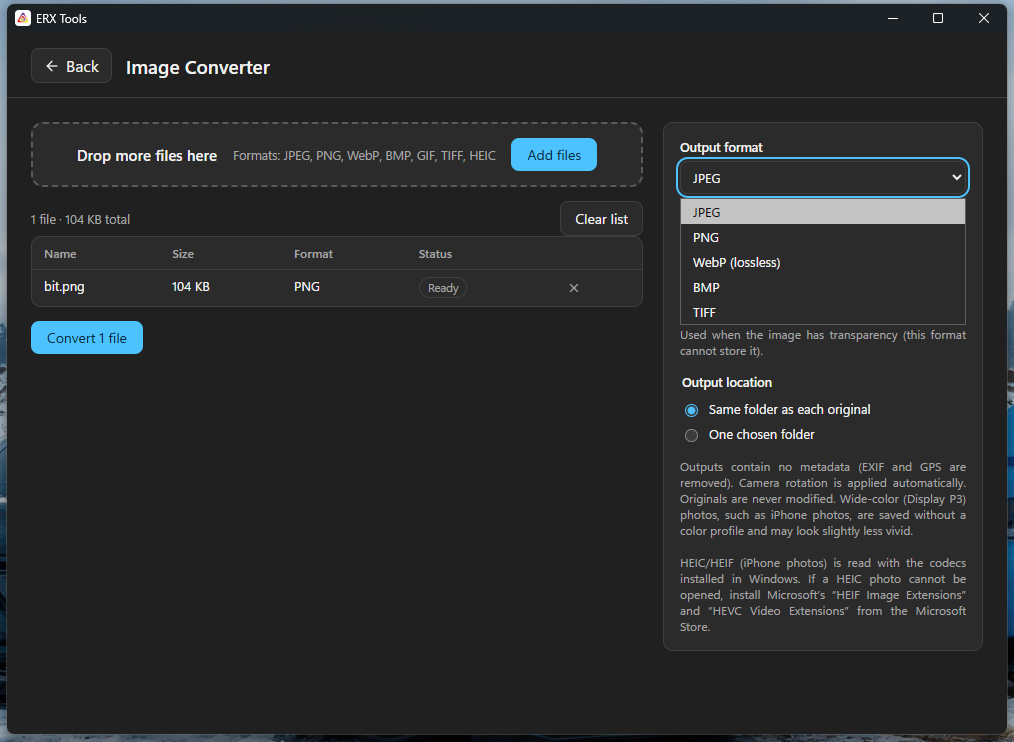 ERX Tools
Back
Image Converter
Drop more files here
Formats: JPEG, PNG, WebP, BMP, GIF, TIFF, HEIC
Add files
1 file · 104 KB total
Clear list
Name Size Format Status
bit.png 104 KB PNG Ready
Convert 1 file
Output format
JPEG
JPEG
PNG
WebP (lossless)
BMP
TIFF
Used when the image has transparency (this format
cannot store it).
Output location
Same folder as each original
One chosen folder
Outputs contain no metadata (EXIF and GPS are
removed). Camera rotation is applied automatically.
Originals are never modified. Wide-color (Display P3)
photos, such as iPhone photos, are saved without a
color profile and may look slightly less vivid.
HEIC/HEIF (iPhone photos) is read with the codecs
installed in Windows. If a HEIC photo cannot be
opened, install Microsoft’s “HEIF Image Extensions”
and “HEVC Video Extensions” from the Microsoft
Store.